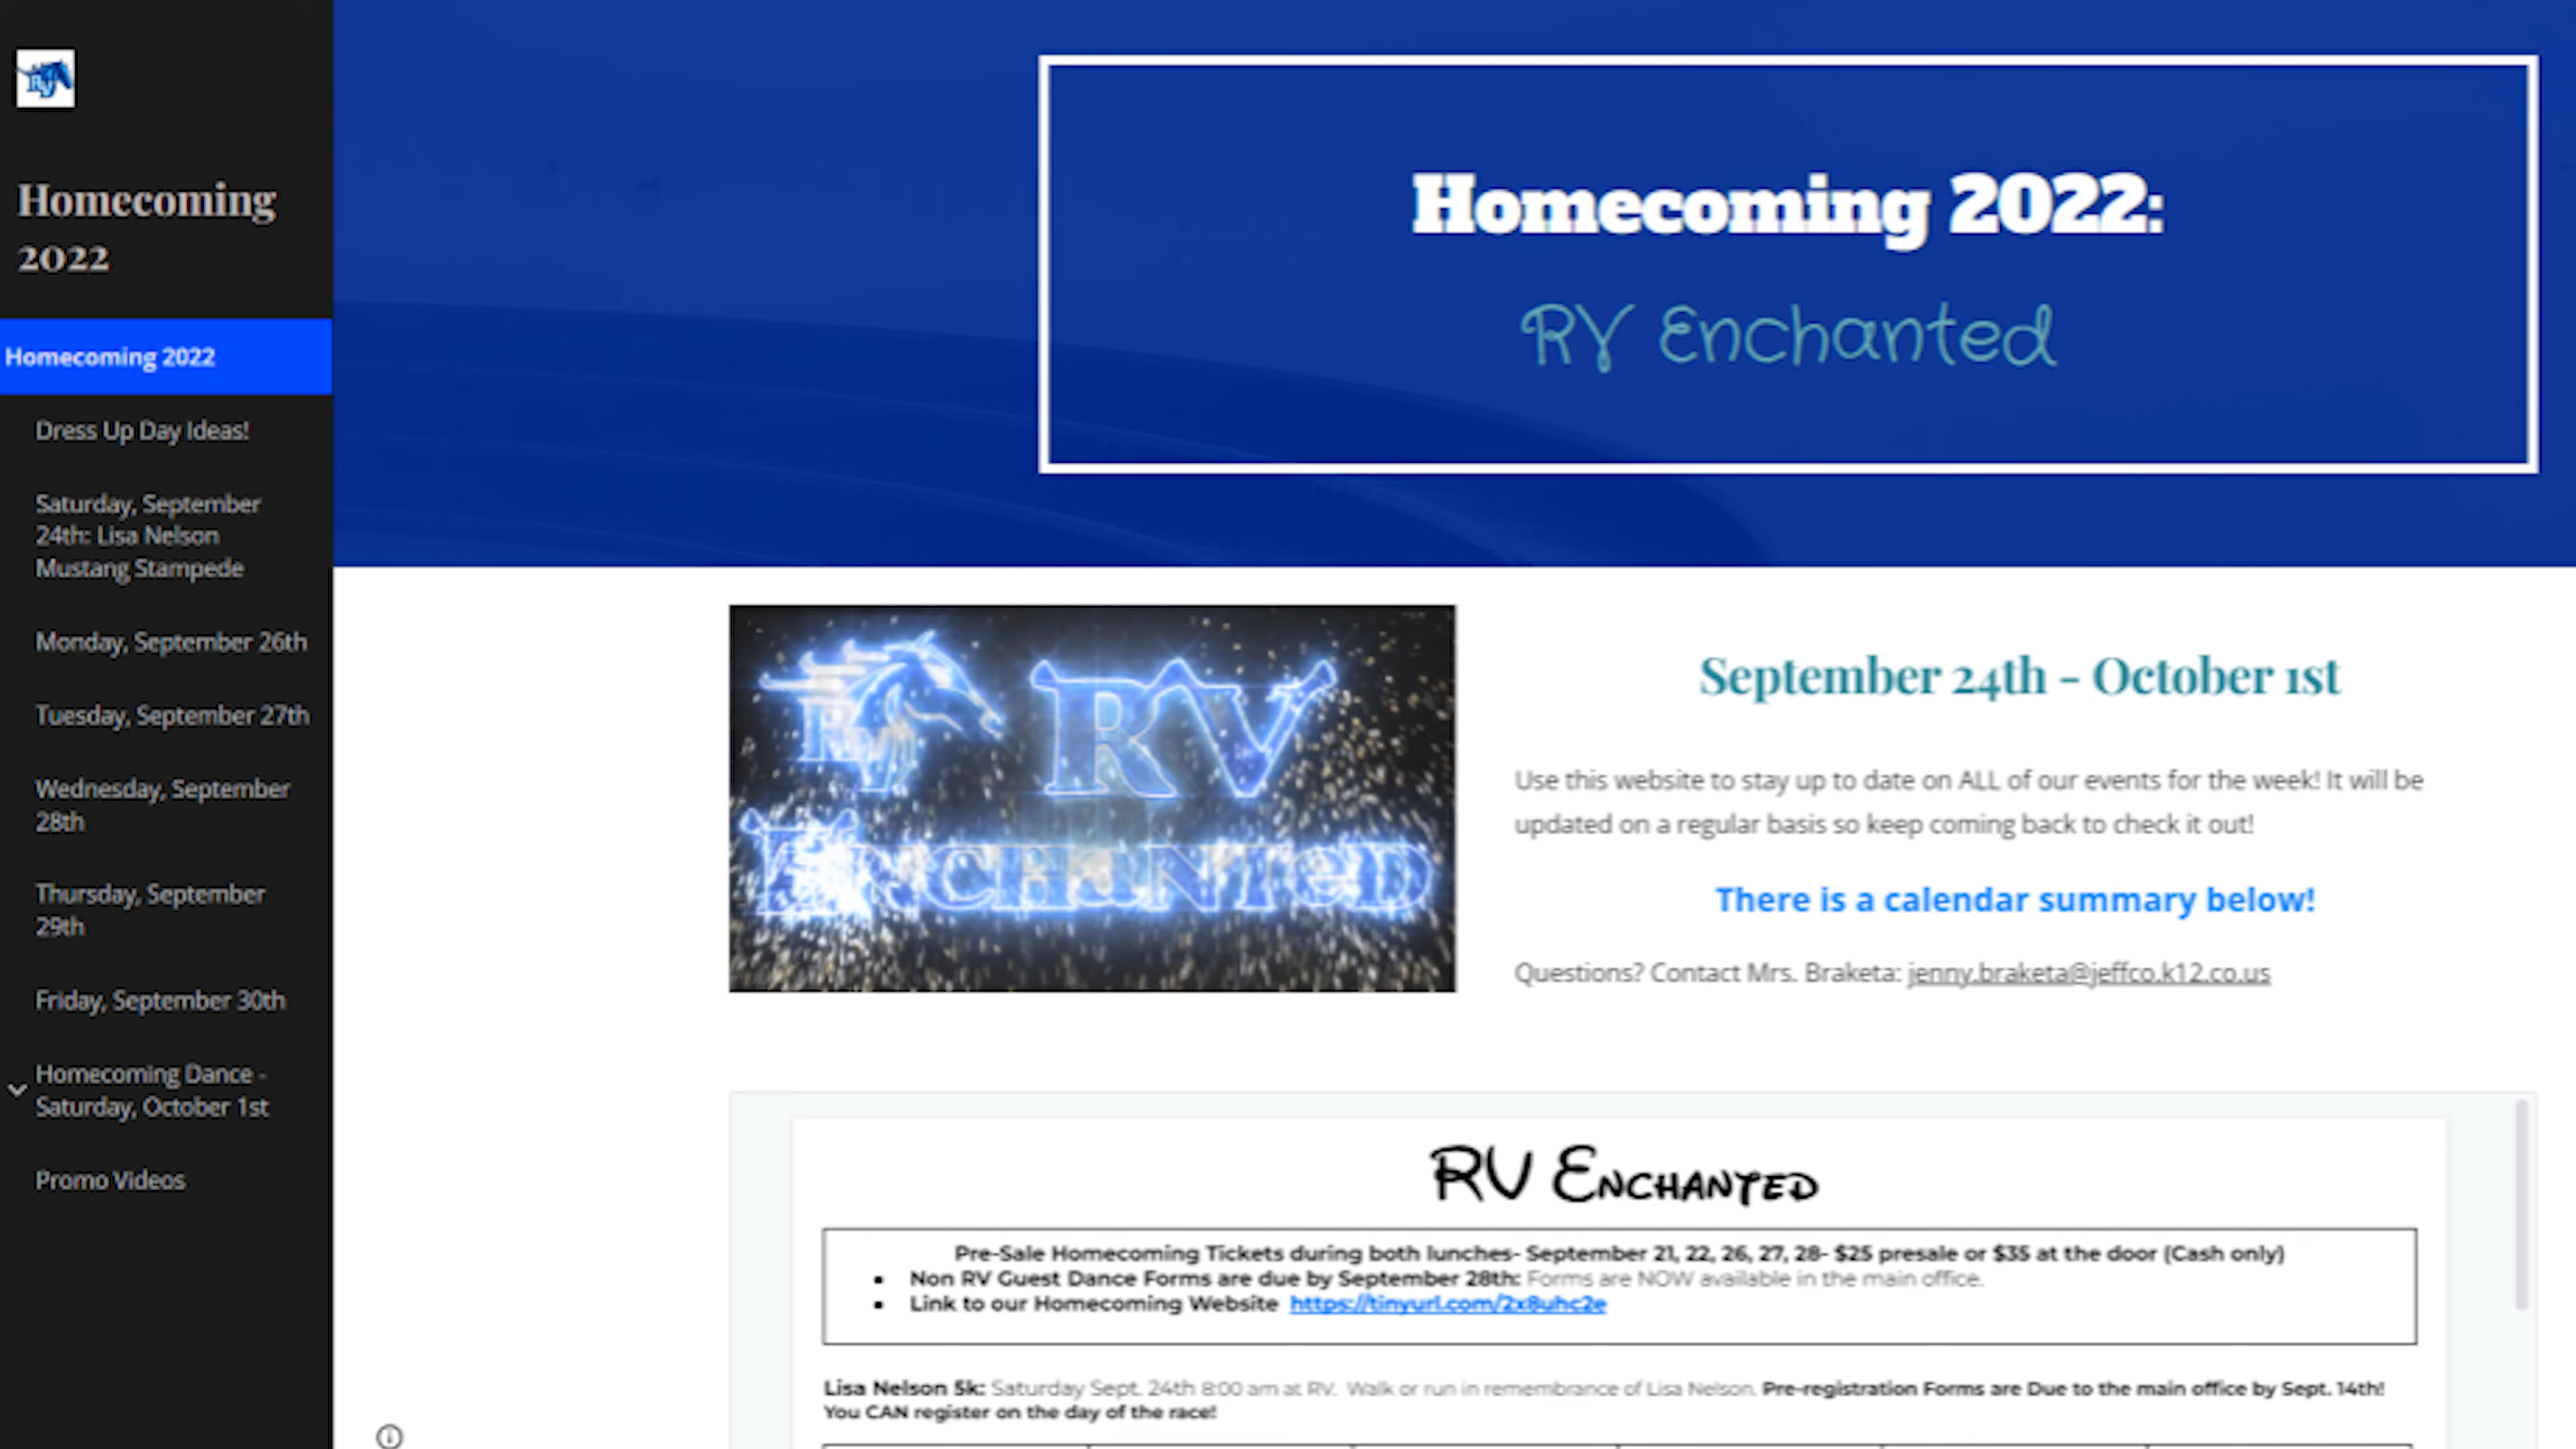 RV
Homecoming
2022
Homecoming 2022
Dress Up Day Ideas!
Saturday, September
24th: Lisa Nelson
Mustang Stampede
Monday, September 26th
Tuesday, September 27th
Wednesday, September
28th
Thursday, September
29th
Friday, September 30th
Homecoming Dance -
Saturday, October 1st
Promo Videos
Homecoming 2022:
RV Enchanted
RV RV
ENCHANTED
September 24th - October 1st
Use this website to stay up to date on ALL of our events for the week! It will be
updated on a regular basis so keep coming back to check it out!
There is a calendar summary below!
Questions? Contact Mrs. Braketa: jenny.braketa@jeffco.k12.co.us
RV ENCHANTED
Pre-Sale Homecoming Tickets during both lunches- September 21, 22, 26, 27, 28- $25 presale or $35 at the door (Cash only)
• Non RV Guest Dance Forms are due by September 28th: Forms are NOW available in the main office.
• Link to our Homecoming Website https://tinyurl.com/2x8uhc2e
Lisa Nelson 5k: Saturday Sept. 24th 8:00 am at RV. Walk or run in remembrance of Lisa Nelson. Pre-registration Forms are Due to the main office by Sept. 14th!
You CAN register on the day of the race!